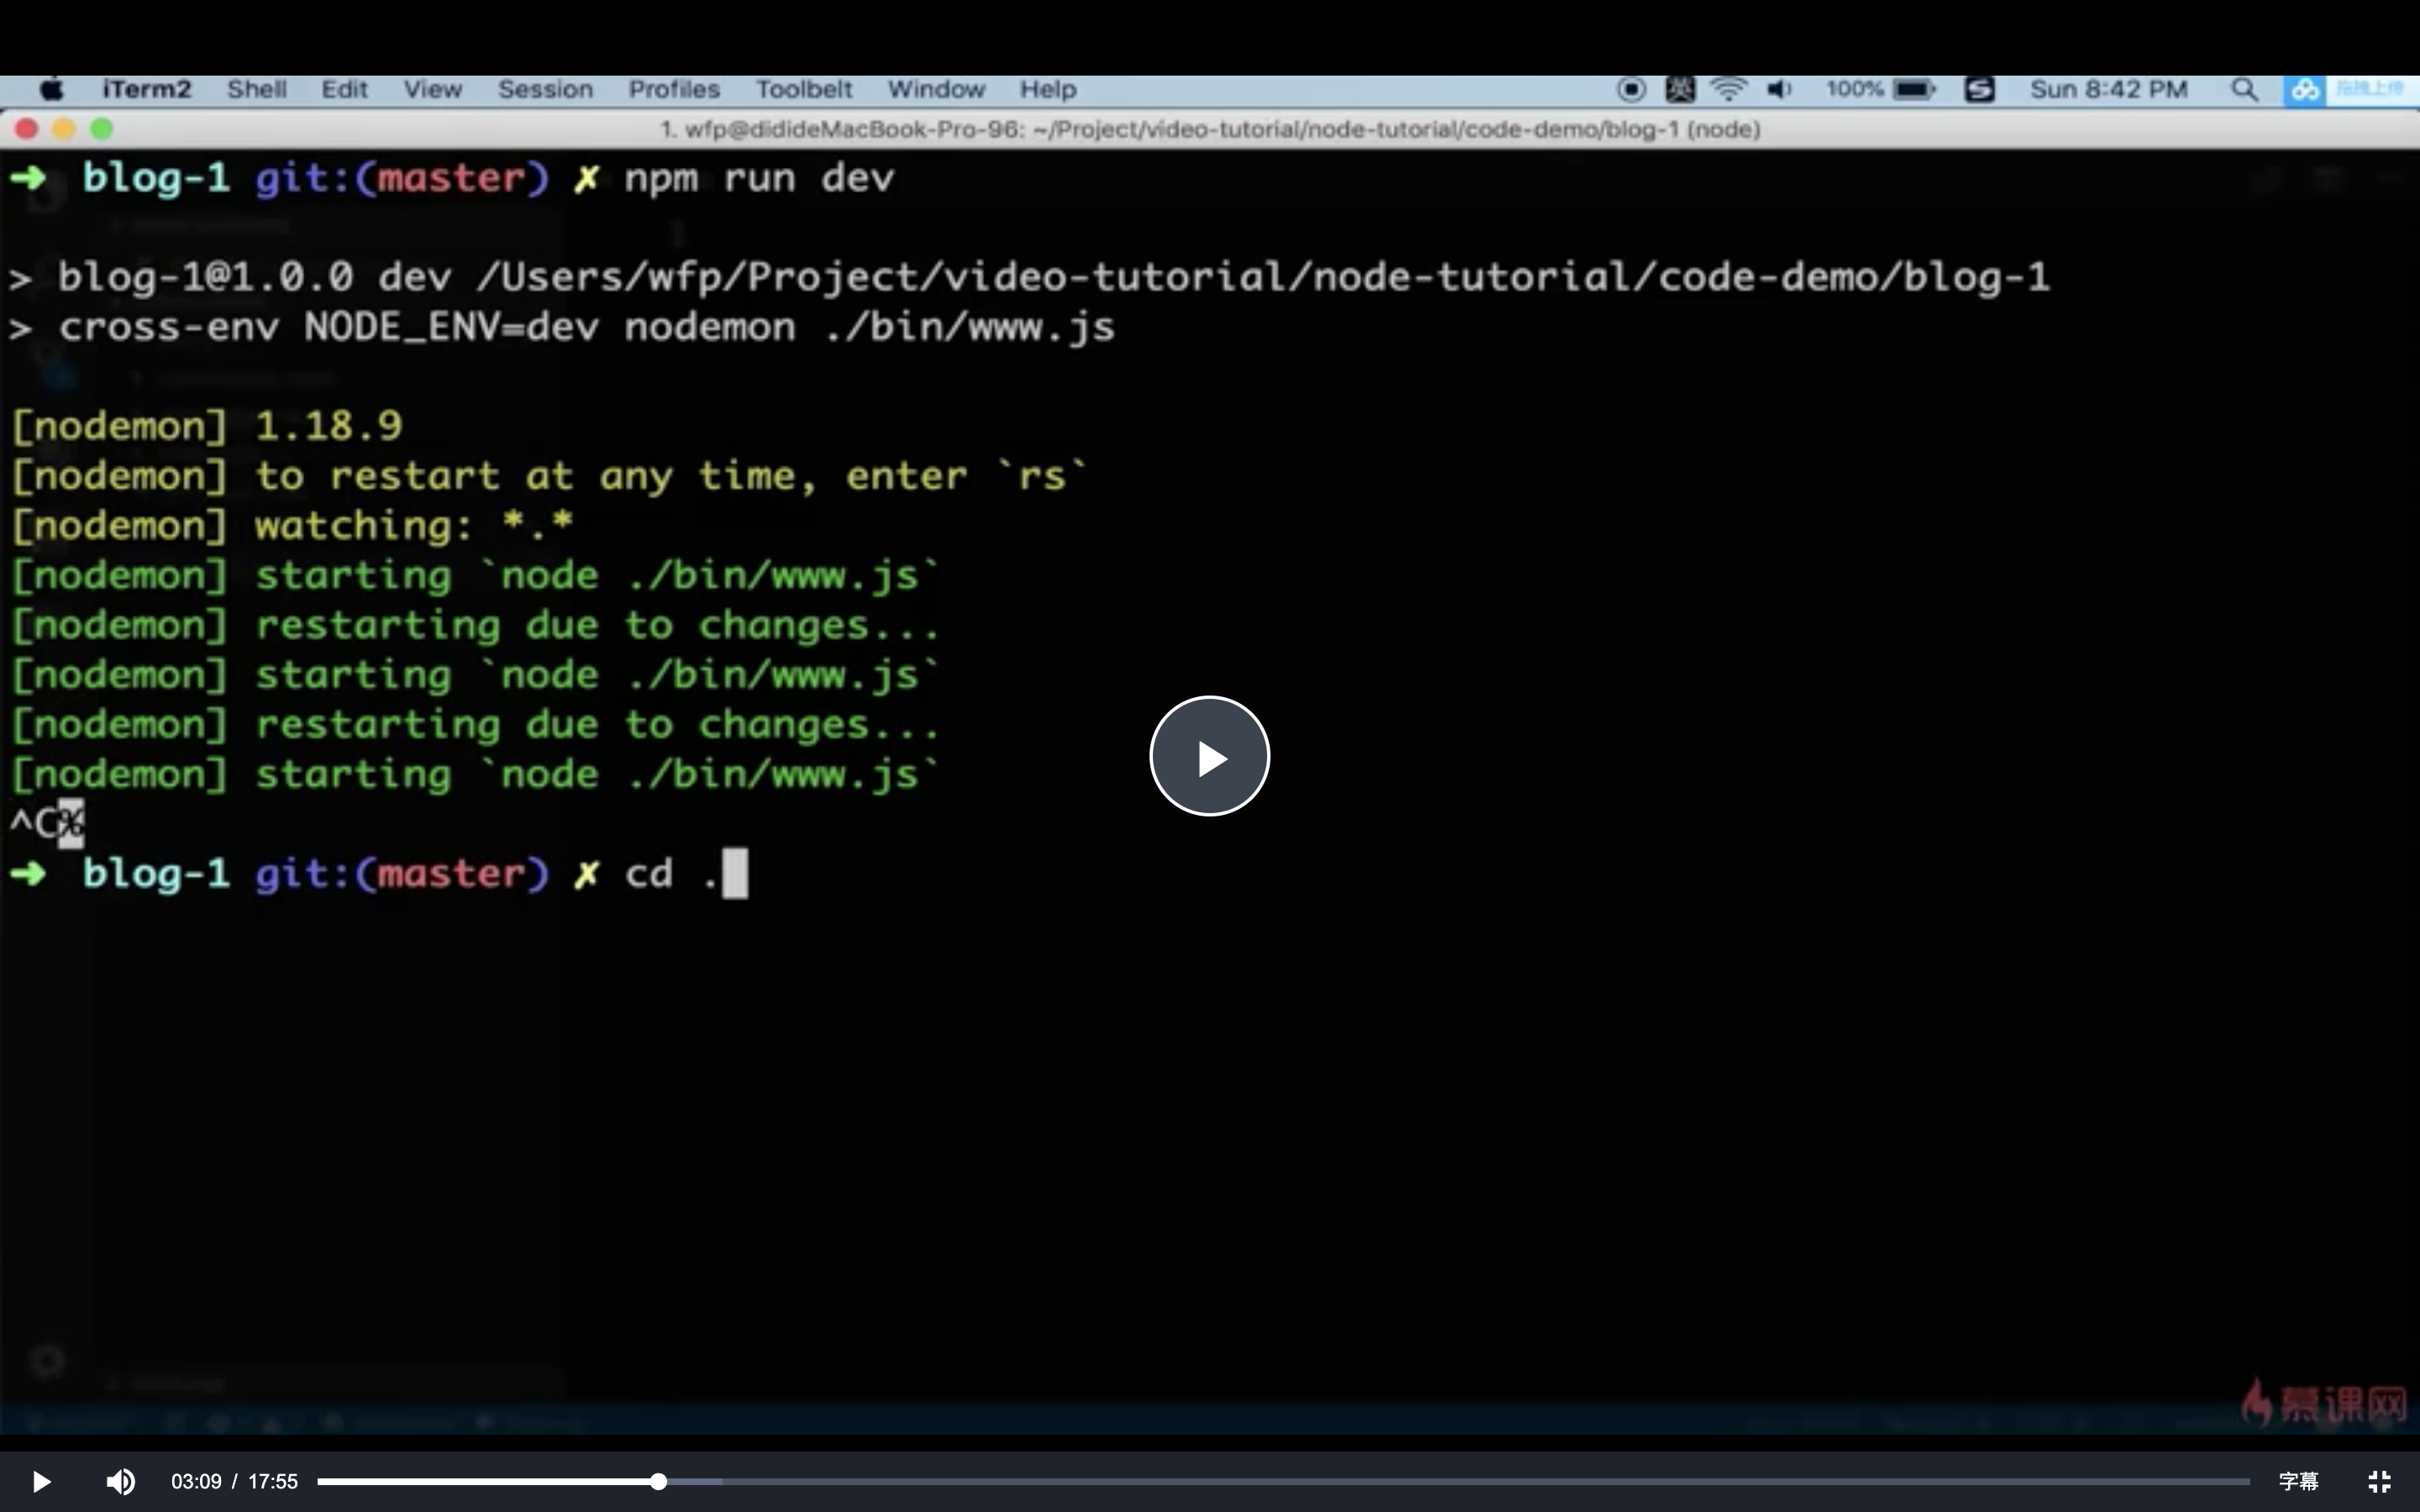 iTerm2 Shell Edit View Session Profiles Toolbelt Window Help 英 100% Sun 8:42 PM 拖拽上传
1. wfp@didideMacBook-Pro-96: ~/Project/video-tutorial/node-tutorial/code-demo/blog-1 (node)
➜ blog-1 git:(master) ✗ npm run dev
> blog-1@1.0.0 dev /Users/wfp/Project/video-tutorial/node-tutorial/code-demo/blog-1
> cross-env NODE_ENV=dev nodemon ./bin/www.js
[nodemon] 1.18.9
[nodemon] to restart at any time, enter `rs`
[nodemon] watching: *.*
[nodemon] starting `node ./bin/www.js`
[nodemon] restarting due to changes...
[nodemon] starting `node ./bin/www.js`
[nodemon] restarting due to changes...
[nodemon] starting `node ./bin/www.js`
^C%
➜ blog-1 git:(master) ✗ cd .
慕课网
03:09 / 17:55 字幕